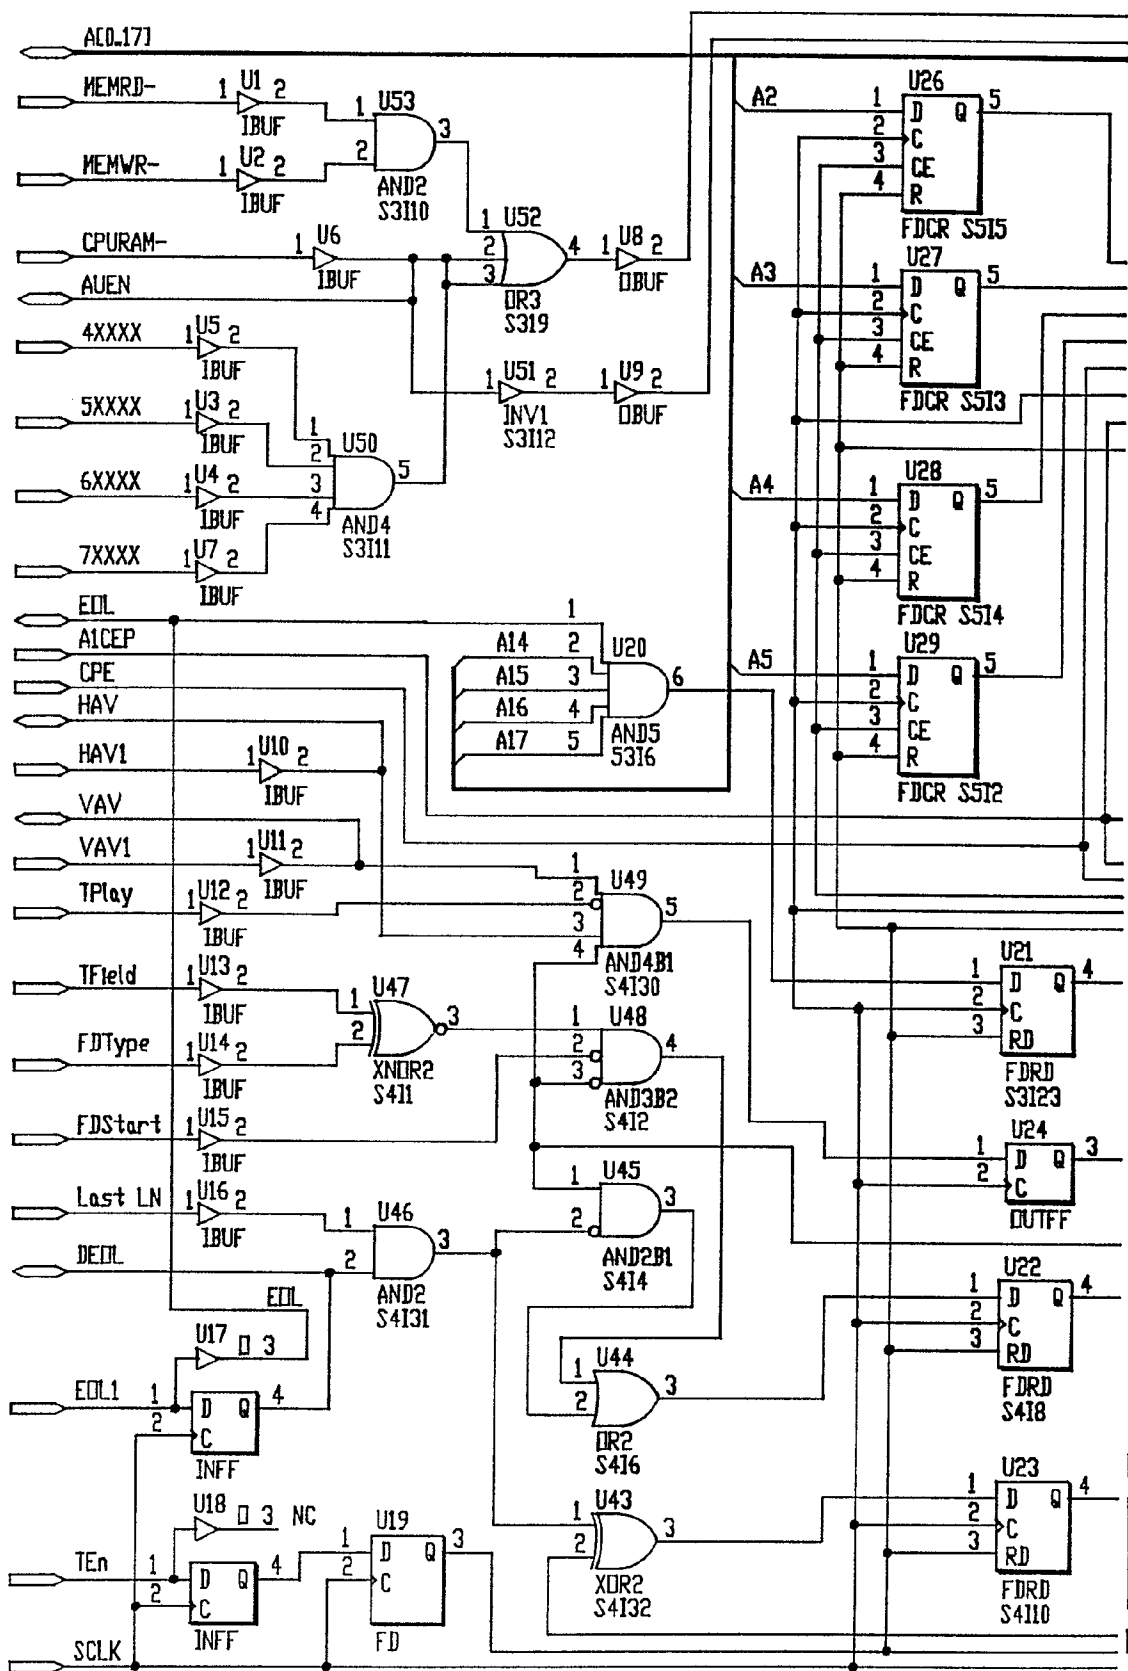 A[0..17]
MEMRD-
1 U1 2
IBUF
MEMWR-
1 U2 2
IBUF
1 U53 3
2
AND2
S3I10
CPURAM-
1 U6
IBUF
AUEN
1 U52
2 4
3
OR3
S3I9
1 U8 2
OBUF
4XXXX
1 U5 2
IBUF
5XXXX
1 U3 2
IBUF
6XXXX
1 U4 2
IBUF
7XXXX
1 U7 2
IBUF
1 U50
2 5
3
4
AND4
S3I11
1 U51 2
INV1
S3I12
1 U9 2
OBUF
A2
U26
1 D Q 5
2 C
3 CE
4 R
FDCR S5I5
A3
U27
1 D Q 5
2 C
3 CE
4 R
FDCR S5I3
A4
U28
1 D Q 5
2 C
3 CE
4 R
FDCR S5I4
A5
U29
1 D Q 5
2 C
3 CE
4 R
FDCR S5I2
EOL
A1CEP
CPE
HAV
HAV1
1 U10 2
IBUF
VAV
VAV1
1 U11 2
IBUF
1
A14 2 U20
A15 3 6
A16 4
A17 5
AND5
53I6
TPlay
1 U12 2
IBUF
TField
1 U13 2
IBUF
FDType
1 U14 2
IBUF
FDStart
1 U15 2
IBUF
Last LN
1 U16 2
IBUF
DEOL
1 U47 3
2
XNOR2
S4I1
1 U49
2 5
3
4
AND4B1
S4I30
1 U48
2 4
3
AND3B2
S4I2
1 U45 3
2
AND2B1
S4I4
1 U46 3
2
AND2
S4I31
U21
1 D Q 4
2 C
3 RD
FDRD
S3I23
U24
1 D Q 3
2 C
OUTFF
U22
1 D Q 4
2 C
3 RD
FDRD
S4I8
EOL
U17 O 3
EOL1
1 D Q 4
2 C
INFF
1 U44 3
2
OR2
S4I6
U18 O 3 NC
TEn
1 D Q 4
2 C
INFF
U19
1 D Q 3
2 C
FD
1 U43 3
2
XOR2
S4I32
U23
1 D Q 4
2 C
3 RD
FDRD
S4I10
SCLK